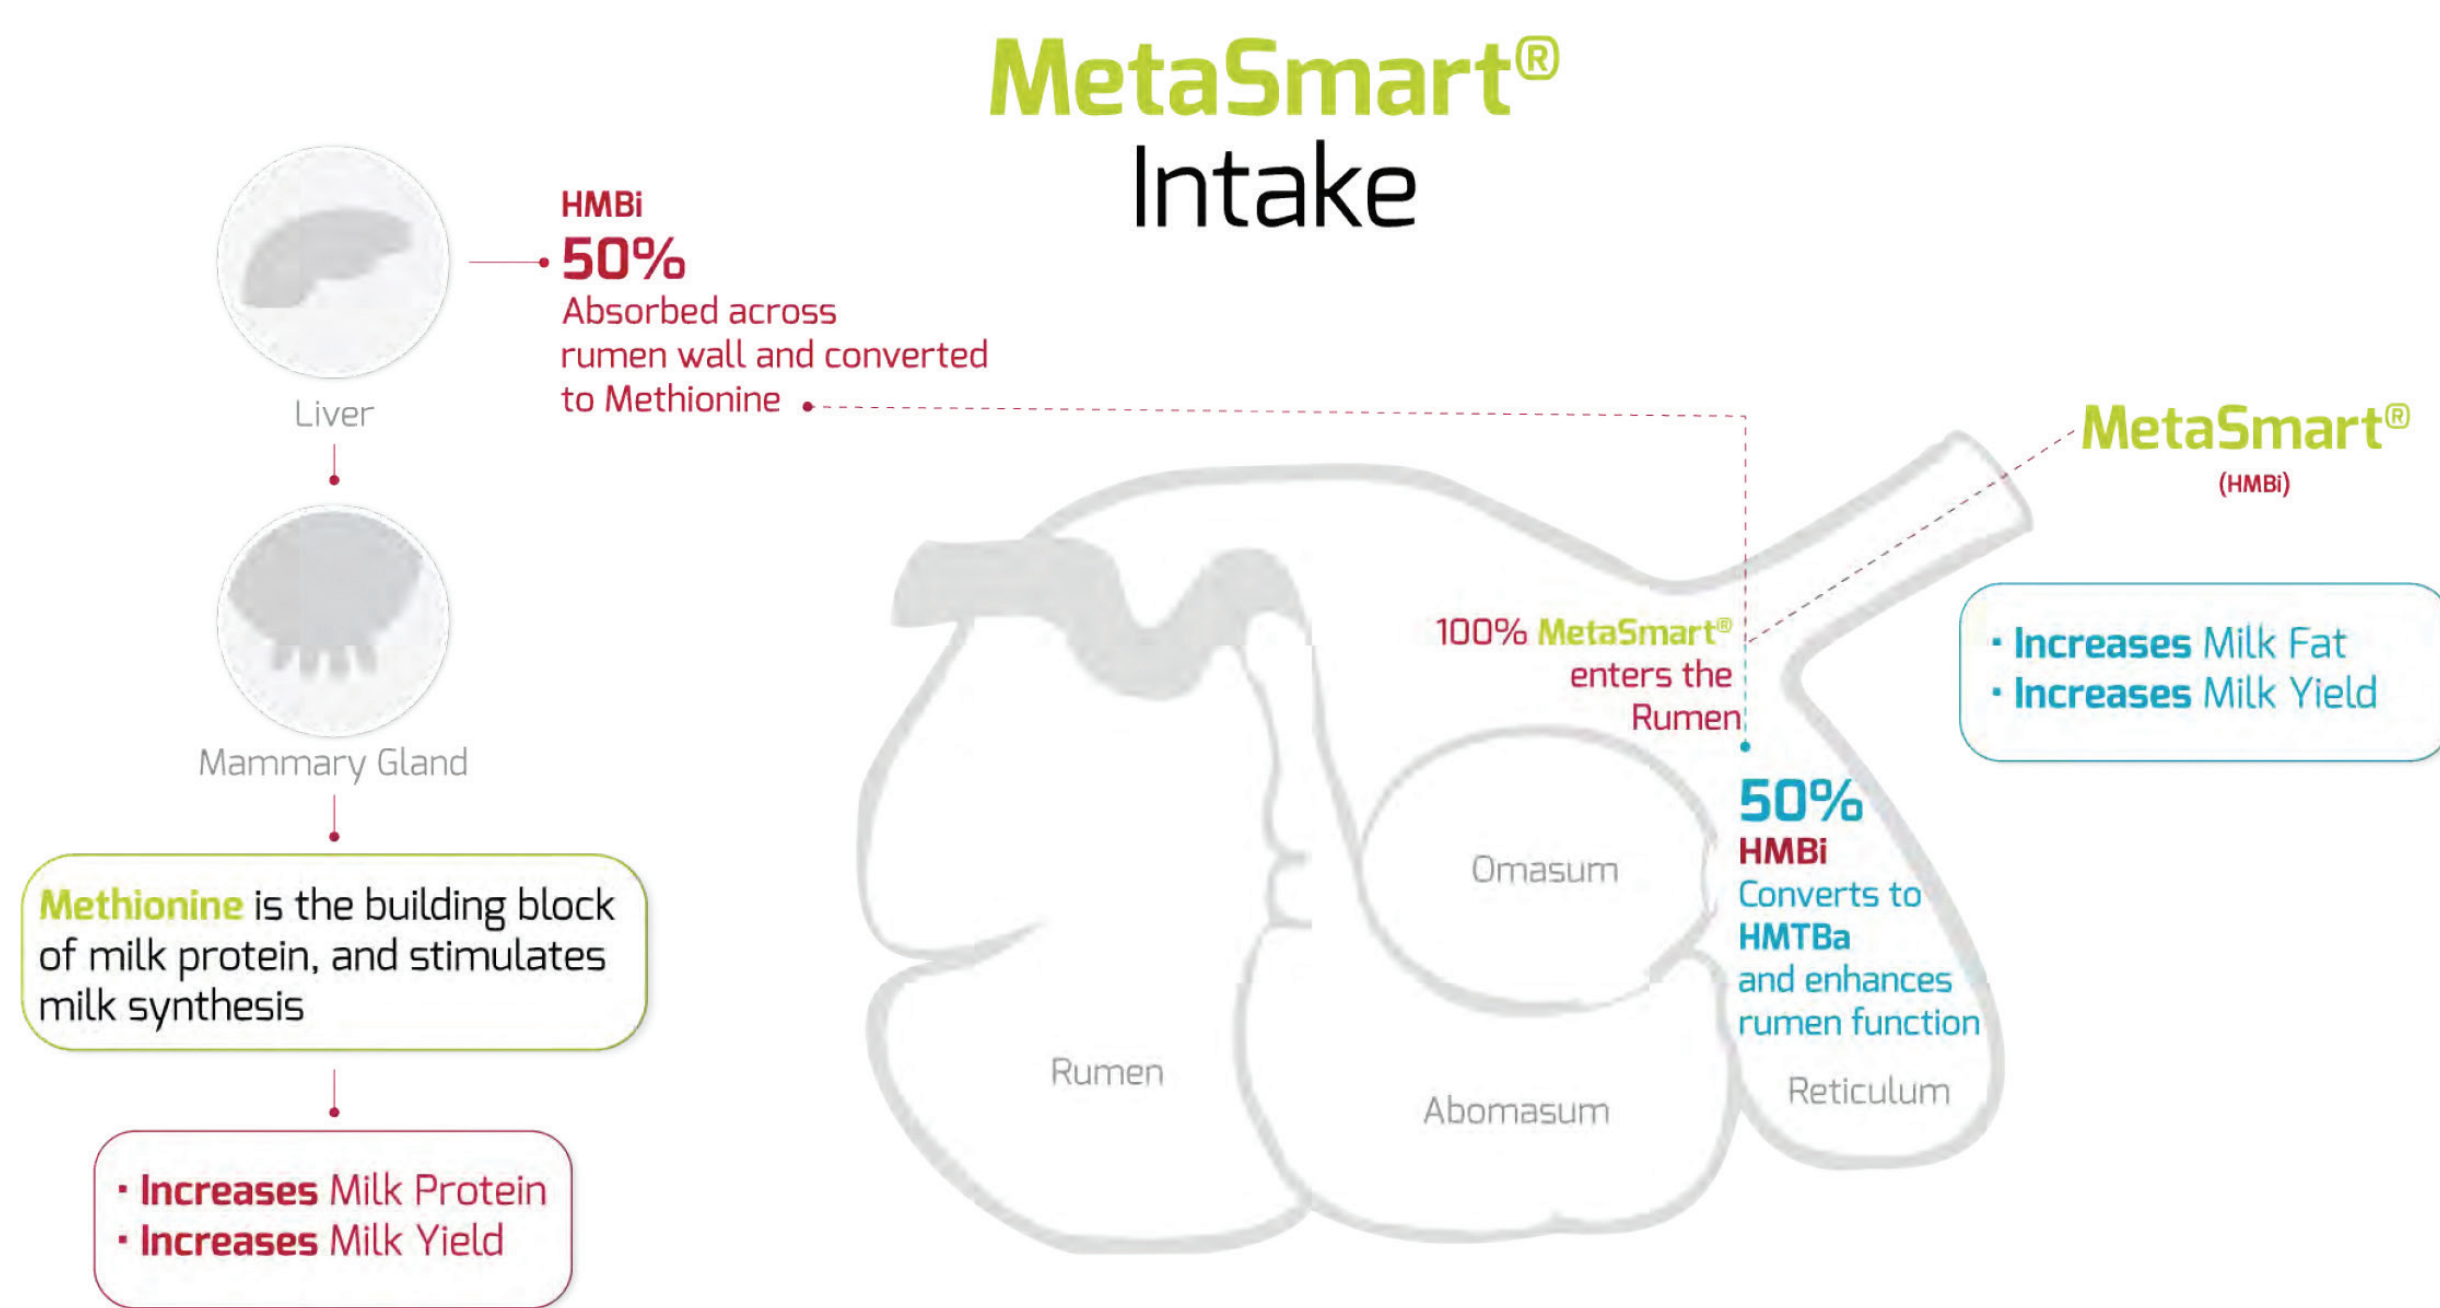 MetaSmart®
Intake
HMBi
50%
Absorbed across
rumen wall and converted
to Methionine
Liver
Mammary Gland
Methionine is the building block
of milk protein, and stimulates
milk synthesis
· Increases Milk Protein
· Increases Milk Yield
MetaSmart®
(HMBi)
100% MetaSmart®
enters the
Rumen
· Increases Milk Fat
· Increases Milk Yield
50%
HMBi
Converts to
HMTBa
and enhances
rumen function
Omasum
Rumen
Abomasum
Reticulum